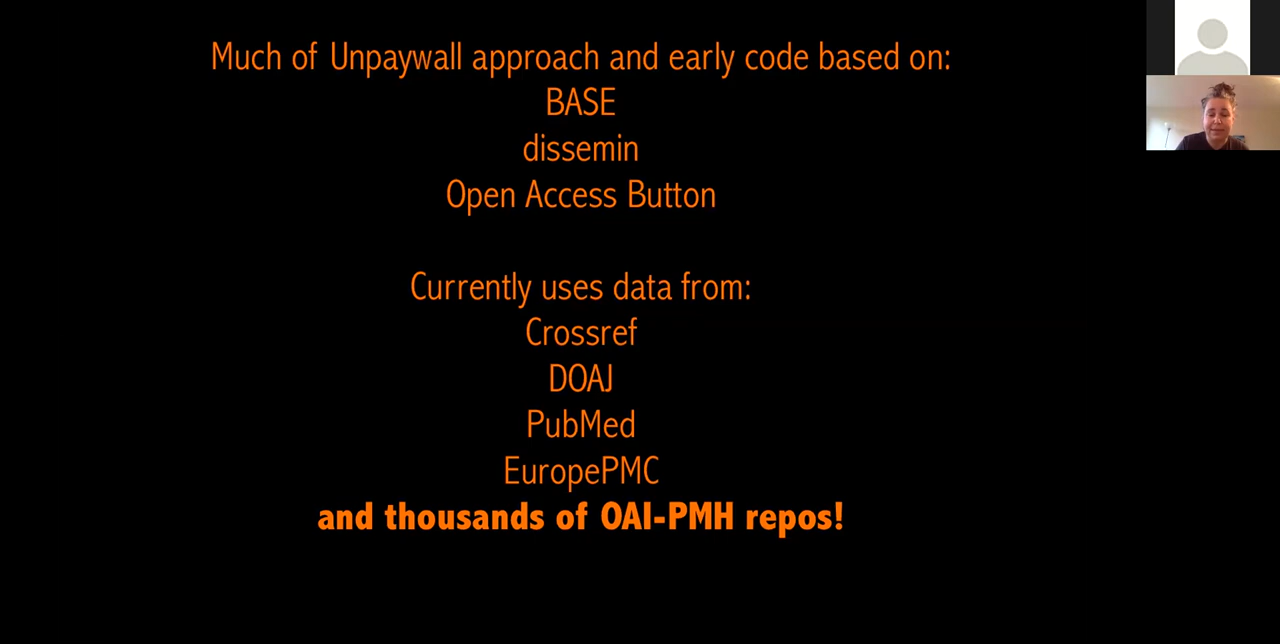 Much of Unpaywall approach and early code based on:
BASE
dissemin
Open Access Button
Currently uses data from:
Crossref
DOAJ
PubMed
EuropePMC
and thousands of OAI-PMH repos!